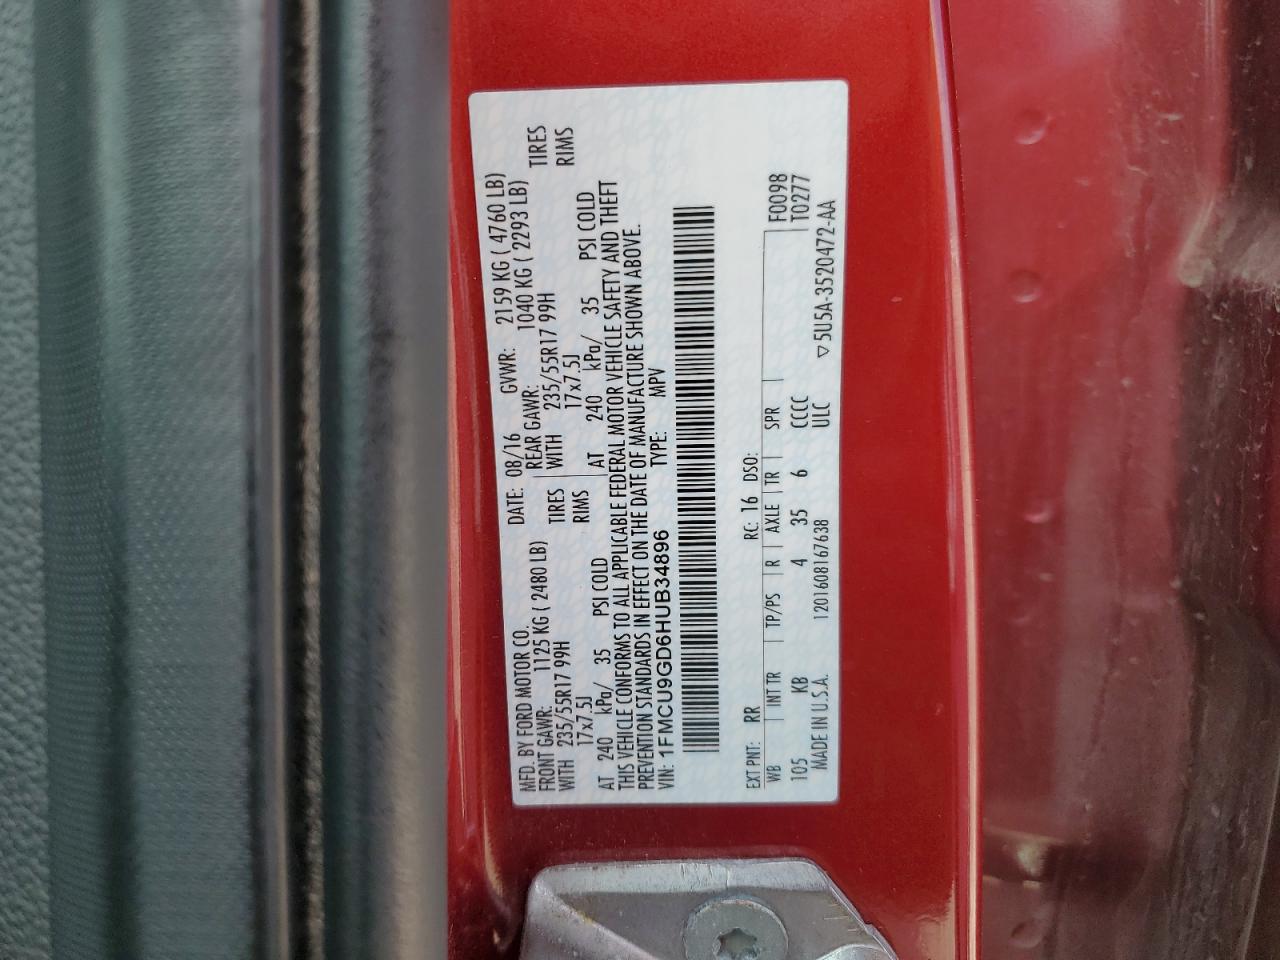 MFD. BY FORD MOTOR CO. DATE: 08/16 GVWR: 2159 KG ( 4760 LB)
FRONT GAWR: 1125 KG ( 2480 LB) REAR GAWR: 1040 KG ( 2293 LB)
WITH 235/55R17 99H TIRES WITH 235/55R17 99H TIRES
17x7.5J RIMS 17x7.5J RIMS
AT 240 kPa/ 35 PSI COLD AT 240 kPa/ 35 PSI COLD
THIS VEHICLE CONFORMS TO ALL APPLICABLE FEDERAL MOTOR VEHICLE SAFETY AND THEFT
PREVENTION STANDARDS IN EFFECT ON THE DATE OF MANUFACTURE SHOWN ABOVE.
VIN: 1FMCU9GD6HUB34896 TYPE: MPV
EXT PNT: RR RC: 16 DSO:
WB INT TR TP/PS R AXLE TR SPR F0098
105 KB 4 35 6 CCCC T0277
MADE IN U.S.A. 1201608167638 ULC ▽5U5A-3520472-AA